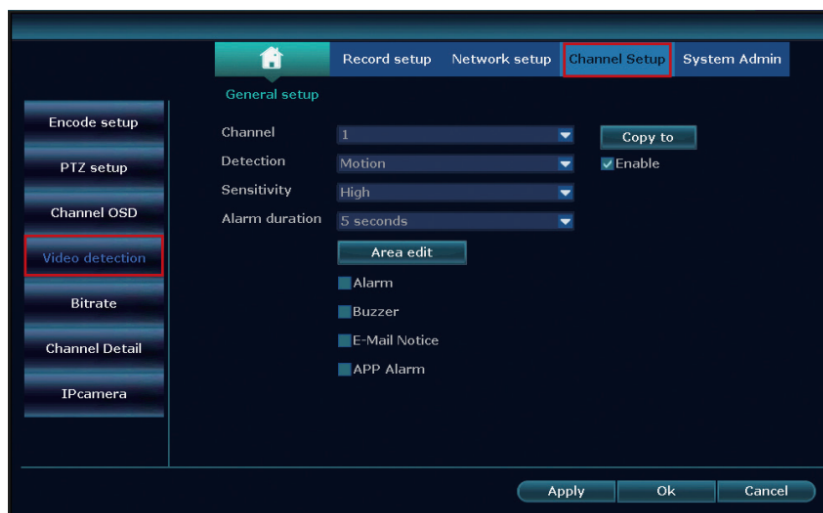 Record setup Network setup Channel Setup System Admin
General setup
Encode setup
PTZ setup
Channel OSD
Video detection
Bitrate
Channel Detail
IPcamera
Channel 1 Copy to
Detection Motion Enable
Sensitivity High
Alarm duration 5 seconds
Area edit
Alarm
Buzzer
E-Mail Notice
APP Alarm
Apply Ok Cancel